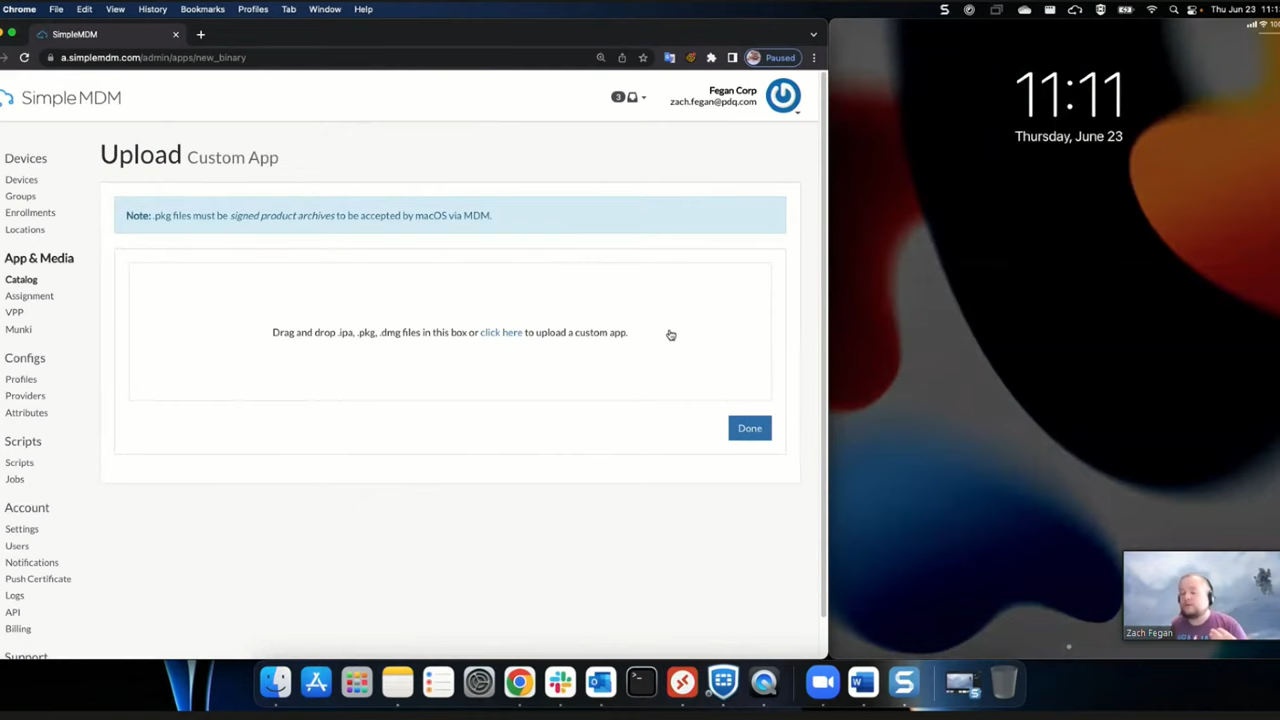 Chrome File Edit View History Bookmarks Profiles Tab Window Help
Thu Jun 23 11:1
SimpleMDM
a.simplemdm.com/admin/apps/new_binary
Paused
SimpleMDM
3
Fegan Corp
zach.fegan@pdq.com
Devices
Devices
Groups
Enrollments
Locations
App & Media
Catalog
Assignment
VPP
Munki
Configs
Profiles
Providers
Attributes
Scripts
Scripts
Jobs
Account
Settings
Users
Notifications
Push Certificate
Logs
API
Billing
Support
Upload Custom App
Note: .pkg files must be signed product archives to be accepted by macOS via MDM.
Drag and drop .ipa, .pkg, .dmg files in this box or click here to upload a custom app.
Done
11:11
Thursday, June 23
Zach Fegan